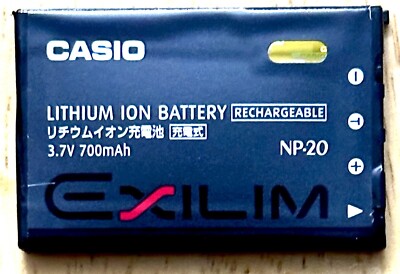 CASIO
LITHIUM ION BATTERY RECHARGEABLE
リチウムイオン充電池 充電式
3.7V 700mAh NP-20
EXILIM
− T +